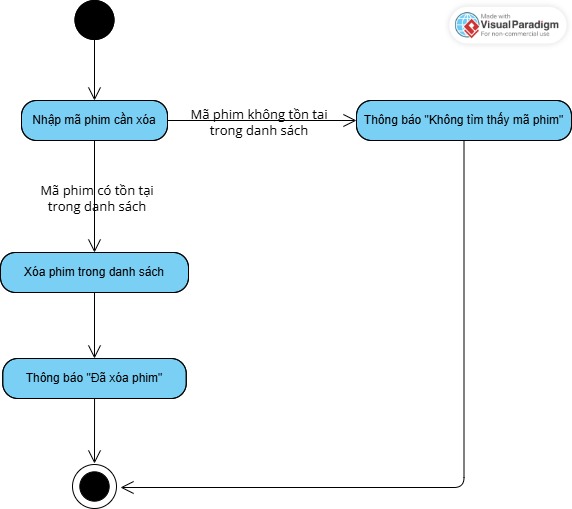 Made with
Visual Paradigm
For non-commercial use
Nhập mã phim cần xóa
Mã phim không tồn tai
trong danh sách
Thông báo "Không tìm thấy mã phim"
Mã phim có tồn tại
trong danh sách
Xóa phim trong danh sách
Thông báo "Đã xóa phim"